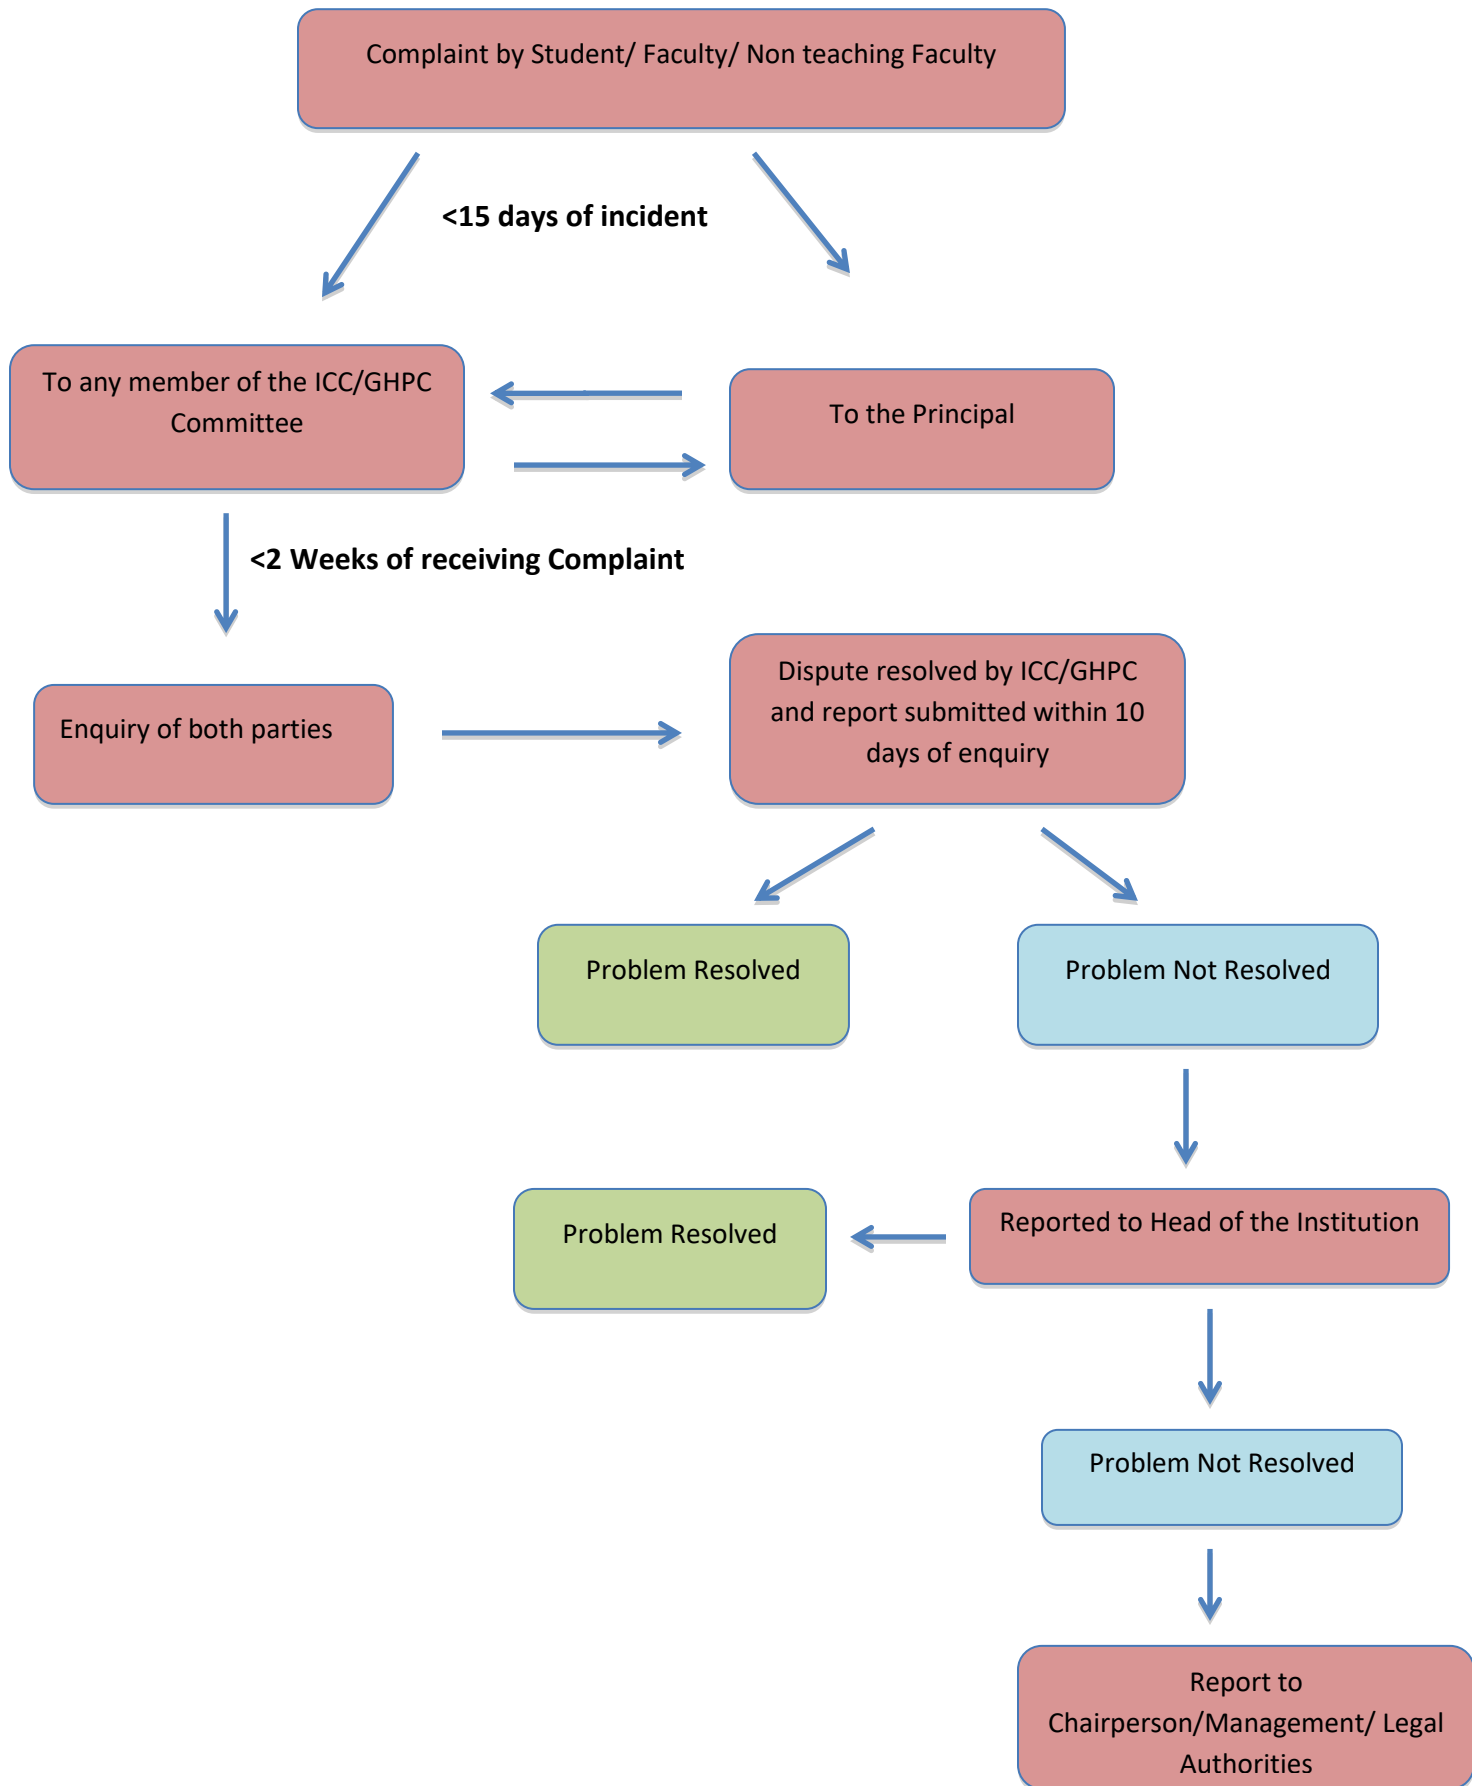 Complaint by Student/ Faculty/ Non teaching Faculty
<15 days of incident
To any member of the ICC/GHPC
Committee
To the Principal
<2 Weeks of receiving Complaint
Enquiry of both parties
Dispute resolved by ICC/GHPC
and report submitted within 10
days of enquiry
Problem Resolved
Problem Not Resolved
Problem Resolved
Reported to Head of the Institution
Problem Not Resolved
Report to
Chairperson/Management/ Legal
Authorities